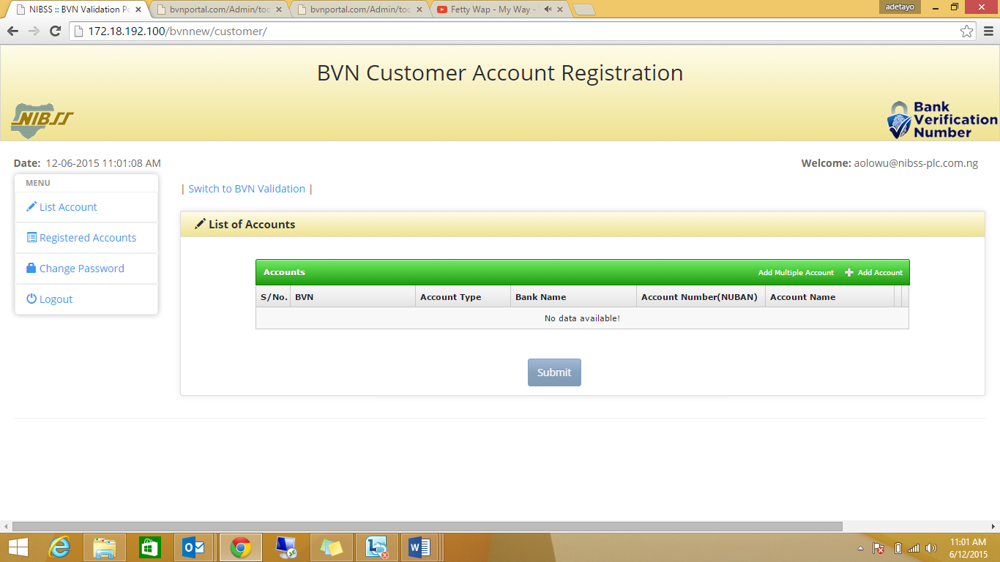 NIBSS :: BVN Validation Po
bvnportal.com/Admin/toc
bvnportal.com/Admin/toc
Fetty Wap - My Way -
adetayo
172.18.192.100/bvnnew/customer/
BVN Customer Account Registration
NIBSS
Bank
Verification
Number
Date: 12-06-2015 11:01:08 AM
Welcome: aolowu@nibss-plc.com.ng
MENU
List Account
Registered Accounts
Change Password
Logout
| Switch to BVN Validation |
List of Accounts
Accounts Add Multiple Account Add Account
S/No. BVN Account Type Bank Name Account Number(NUBAN) Account Name
No data available!
Submit
11:01 AM
6/12/2015